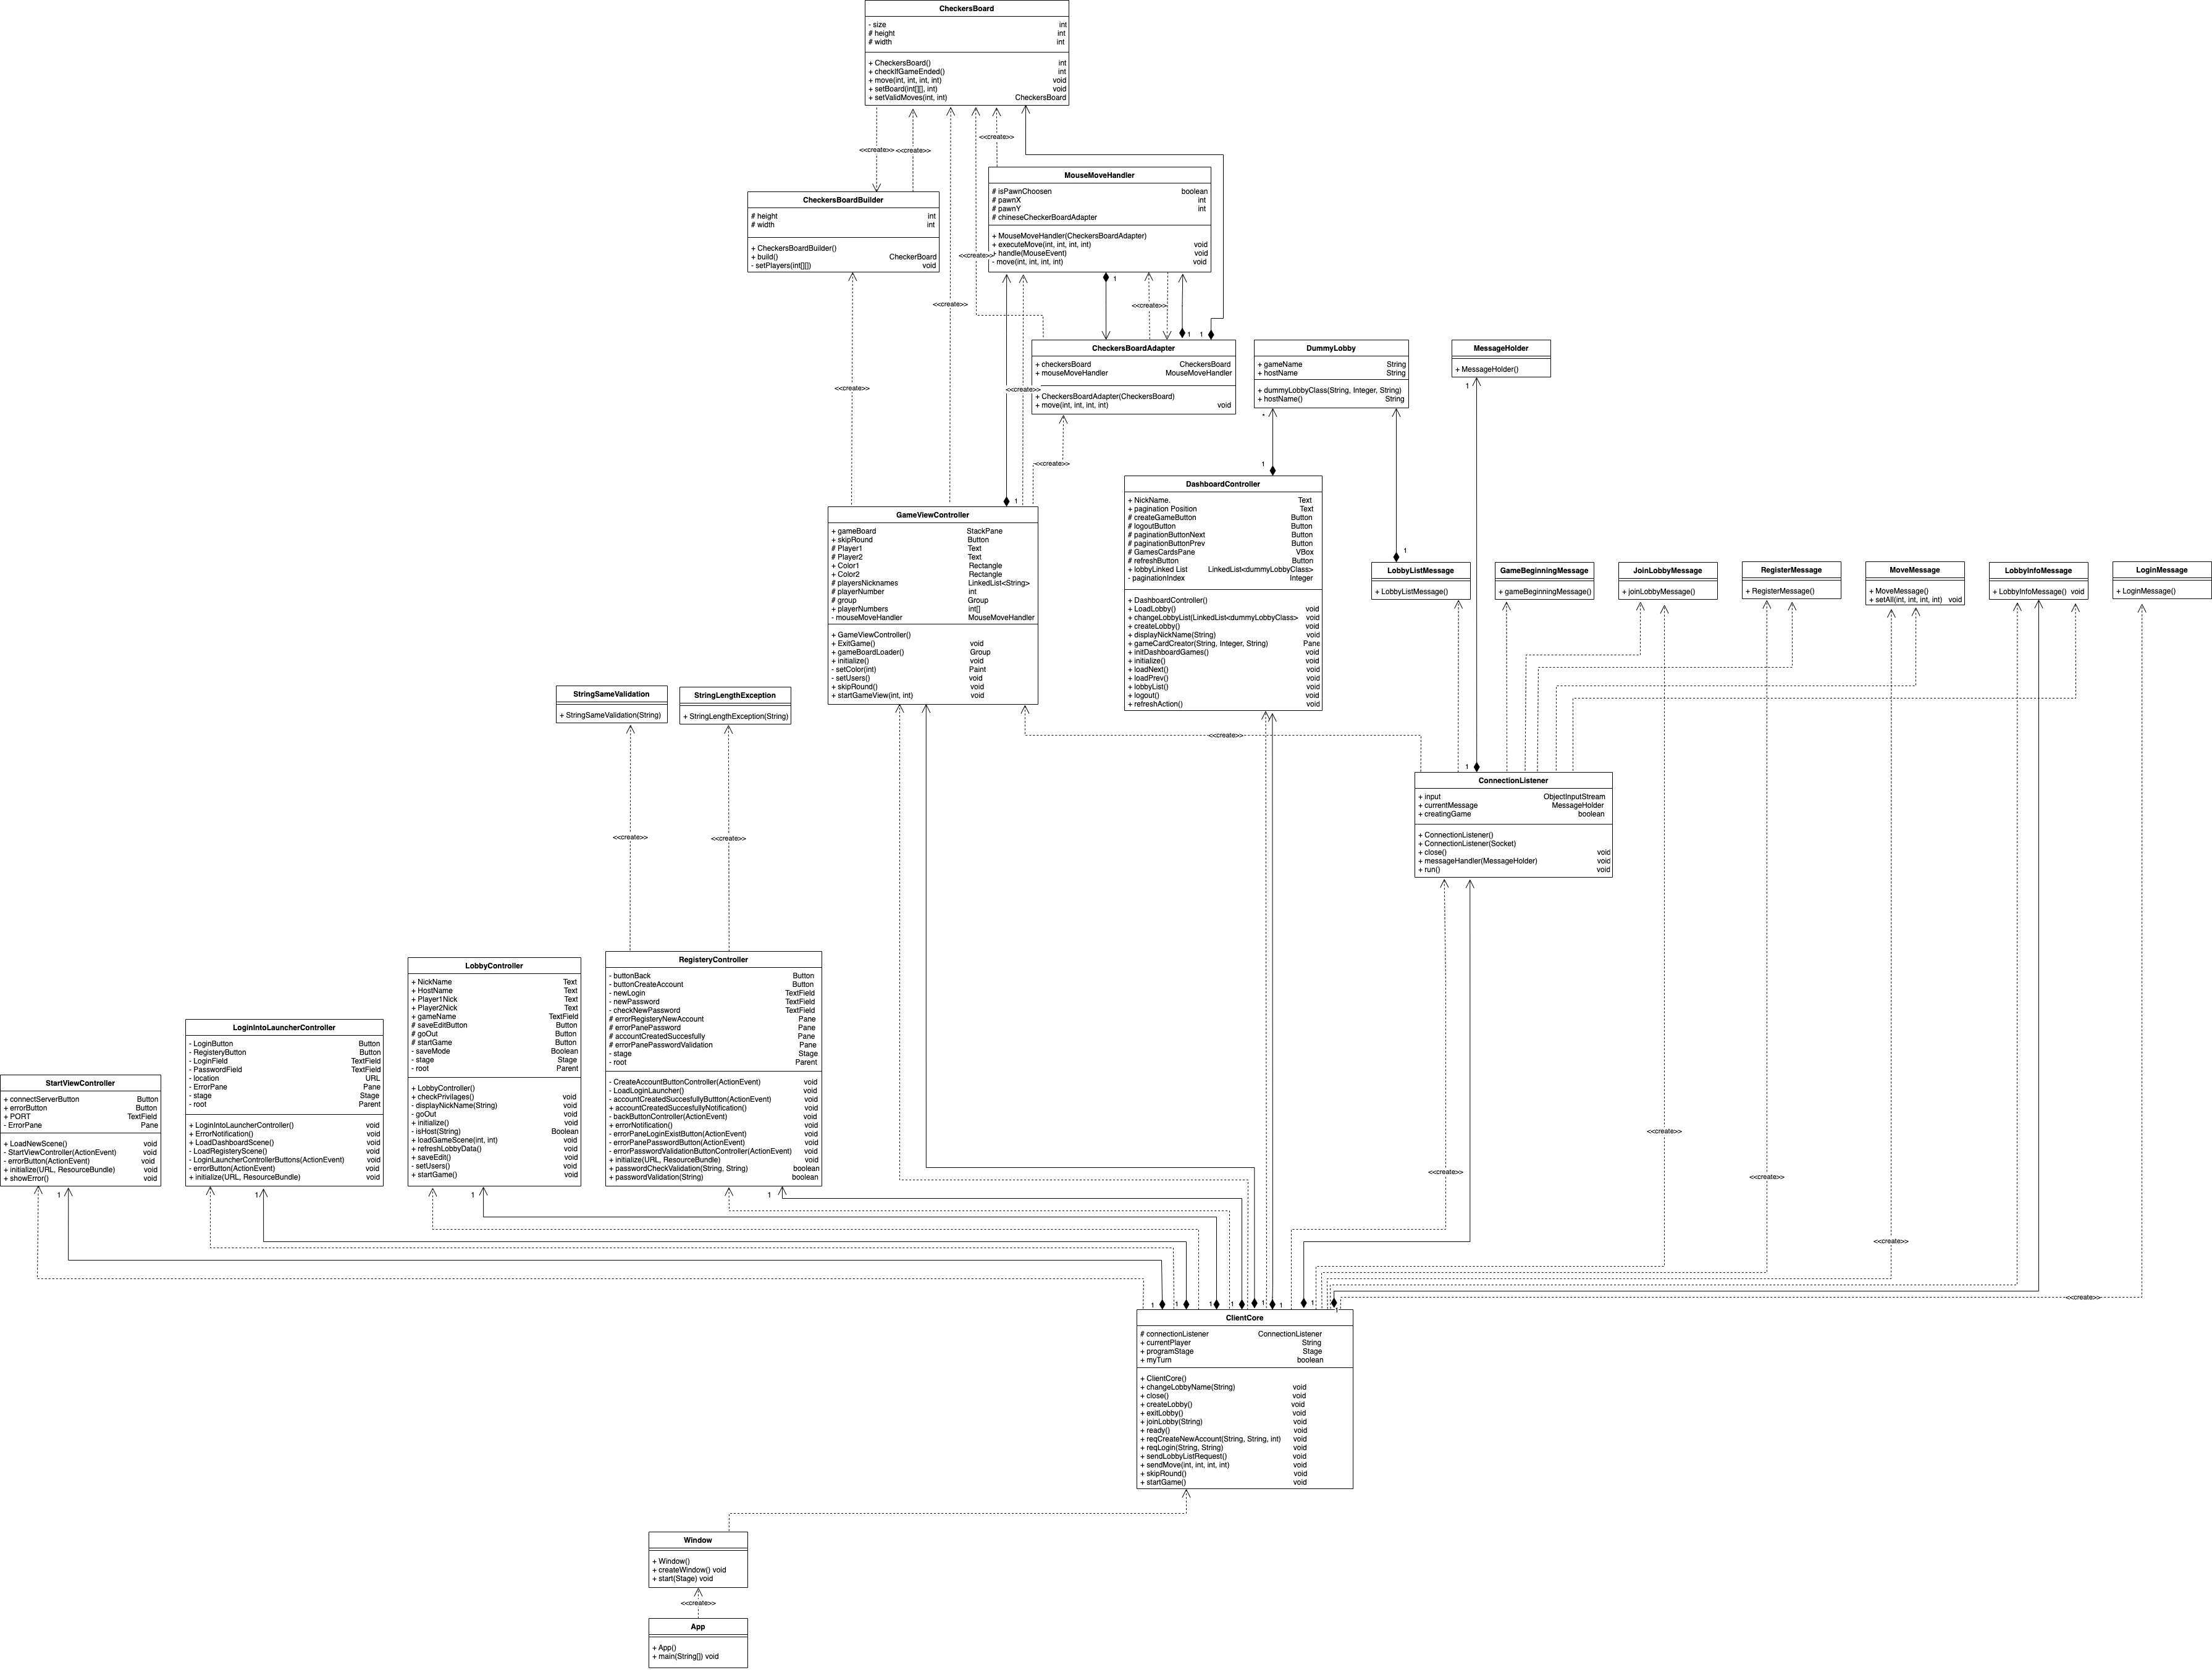 CheckersBoard
- size int
# height int
# width int
+ CheckersBoard() int
+ checkIfGameEnded() int
+ move(int, int, int, int) void
+ setBoard(int[][], int) void
+ setValidMoves(int, int) CheckersBoard
<<create>>
<<create>>
<<create>>
MouseMoveHandler
# isPawnChoosen boolean
# pawnX int
# pawnY int
# chineseCheckerBoardAdapter
+ MouseMoveHandler(CheckersBoardAdapter)
+ executeMove(int, int, int, int) void
+ handle(MouseEvent) void
- move(int, int, int, int) void
CheckersBoardBuilder
# height int
# width int
+ CheckersBoardBuilder()
+ build() CheckerBoard
- setPlayers(int[][]) void
<<create>>
1
<<create>>
<<create>>
1
1
CheckersBoardAdapter
+ checkersBoard CheckersBoard
+ mouseMoveHandler MouseMoveHandler
+ CheckersBoardAdapter(CheckersBoard)
+ move(int, int, int, int) void
DummyLobby
+ gameName String
+ hostName String
+ dummyLobbyClass(String, Integer, String)
+ hostName() String
MessageHolder
+ MessageHolder()
<<create>>
<<create>>
1
*
<<create>>
1
1
DashboardController
+ NickName. Text
+ pagination Position Text
# createGameButton Button
# logoutButton Button
# paginationButtonNext Button
# paginationButtonPrev Button
# GamesCardsPane VBox
# refreshButton Button
+ lobbyLinked List LinkedList<dummyLobbyClass>
- paginationIndex Integer
+ DashboardController()
+ LoadLobby() void
+ changeLobbyList(LinkedList<dummyLobbyClass> void
+ createLobby() void
+ displayNickName(String) void
+ gameCardCreator(String, Integer, String) Pane
+ initDashboardGames() void
+ initialize() void
+ loadNext() void
+ loadPrev() void
+ lobbyList() void
+ logout() void
+ refreshAction() void
GameViewController
+ gameBoard StackPane
+ skipRound Button
# Player1 Text
# Player2 Text
+ Color1 Rectangle
+ Color2 Rectangle
# playersNicknames LinkedList<String>
# playerNumber int
# group Group
+ playerNumbers int[]
- mouseMoveHandler MouseMoveHandler
+ GameViewController()
+ ExitGame() void
+ gameBoardLoader() Group
+ initialize() void
- setColor(int) Paint
- setUsers() void
+ skipRound() void
+ startGameView(int, int) void
1
LobbyListMessage
+ LobbyListMessage()
GameBeginningMessage
+ gameBeginningMessage()
JoinLobbyMessage
+ joinLobbyMessage()
RegisterMessage
+ RegisterMessage()
MoveMessage
+ MoveMessage()
+ setAll(int, int, int, int) void
LobbyInfoMessage
+ LobbyInfoMessage() void
LoginMessage
+ LoginMessage()
StringSameValidation
+ StringSameValidation(String)
StringLengthException
+ StringLengthException(String)
<<create>>
1
ConnectionListener
+ input ObjectInputStream
+ currentMessage MessageHolder
+ creatingGame boolean
+ ConnectionListener()
+ ConnectionListener(Socket)
+ close() void
+ messageHandler(MessageHolder) void
+ run() void
<<create>>
<<create>>
RegisteryController
- buttonBack Button
- buttonCreateAccount Button
- newLogin TextField
- newPassword TextField
- checkNewPassword TextField
# errorRegisteryNewAccount Pane
# errorPanePassword Pane
# accountCreatedSuccesfully Pane
# errorPanePasswordValidation Pane
- stage Stage
- root Parent
- CreateAccountButtonController(ActionEvent) void
- LoadLoginLauncher() void
- accountCreatedSuccesfullyButtton(ActionEvent) void
+ accountCreatedSuccesfullyNotification() void
- backButtonController(ActionEvent) void
+ errorNotification() void
- errorPaneLoginExistButton(ActionEvent) void
- errorPanePasswordButton(ActionEvent) void
- errorPasswordValidationButtonController(ActionEvent) void
+ initialize(URL, ResourceBundle) void
+ passwordCheckValidation(String, String) boolean
+ passwordValidation(String) boolean
LobbyController
+ NickName Text
+ HostName Text
+ Player1Nick Text
+ Player2Nick Text
+ gameName TextField
# saveEditButton Button
# goOut Button
# startGame Button
- saveMode Boolean
- stage Stage
- root Parent
+ LobbyController()
+ checkPrivilages() void
- displayNickName(String) void
- goOut void
+ initialize() void
- isHost(String) Boolean
+ loadGameScene(int, int) void
+ refreshLobbyData() void
+ saveEdit() void
- setUsers() void
+ startGame() void
LoginIntoLauncherController
- LoginButton Button
- RegisteryButton Button
- LoginField TextField
- PasswordField TextField
- location URL
- ErrorPane Pane
- stage Stage
- root Parent
+ LoginIntoLauncherController() void
+ ErrorNotification() void
+ LoadDashboardScene() void
- LoadRegisteryScene() void
- LoginLauncherControllerButtons(ActionEvent) void
- errorButton(ActionEvent) void
+ initialize(URL, ResourceBundle) void
StartViewController
+ connectServerButton Button
+ errorButton Button
+ PORT TextField
- ErrorPane Pane
+ LoadNewScene() void
- StartViewController(ActionEvent) void
- errorButton(ActionEvent) void
+ initialize(URL, ResourceBundle) void
+ showError() void
<<create>>
<<create>>
<<create>>
1
1
1
1
<<create>>
<<create>>
1
1
1
1
1
1
1
1
ClientCore
# connectionListener ConnectionListener
+ currentPlayer String
+ programStage Stage
+ myTurn boolean
+ ClientCore()
+ changeLobbyName(String) void
+ close() void
+ createLobby() void
+ exitLobby() void
+ joinLobby(String) void
+ ready() void
+ reqCreateNewAccount(String, String, int) void
+ reqLogin(String, String) void
+ sendLobbyListRequest() void
+ sendMove(int, int, int, int) void
+ skipRound() void
+ startGame() void
Window
+ Window()
+ createWindow() void
+ start(Stage) void
<<create>>
App
+ App()
+ main(String[]) void